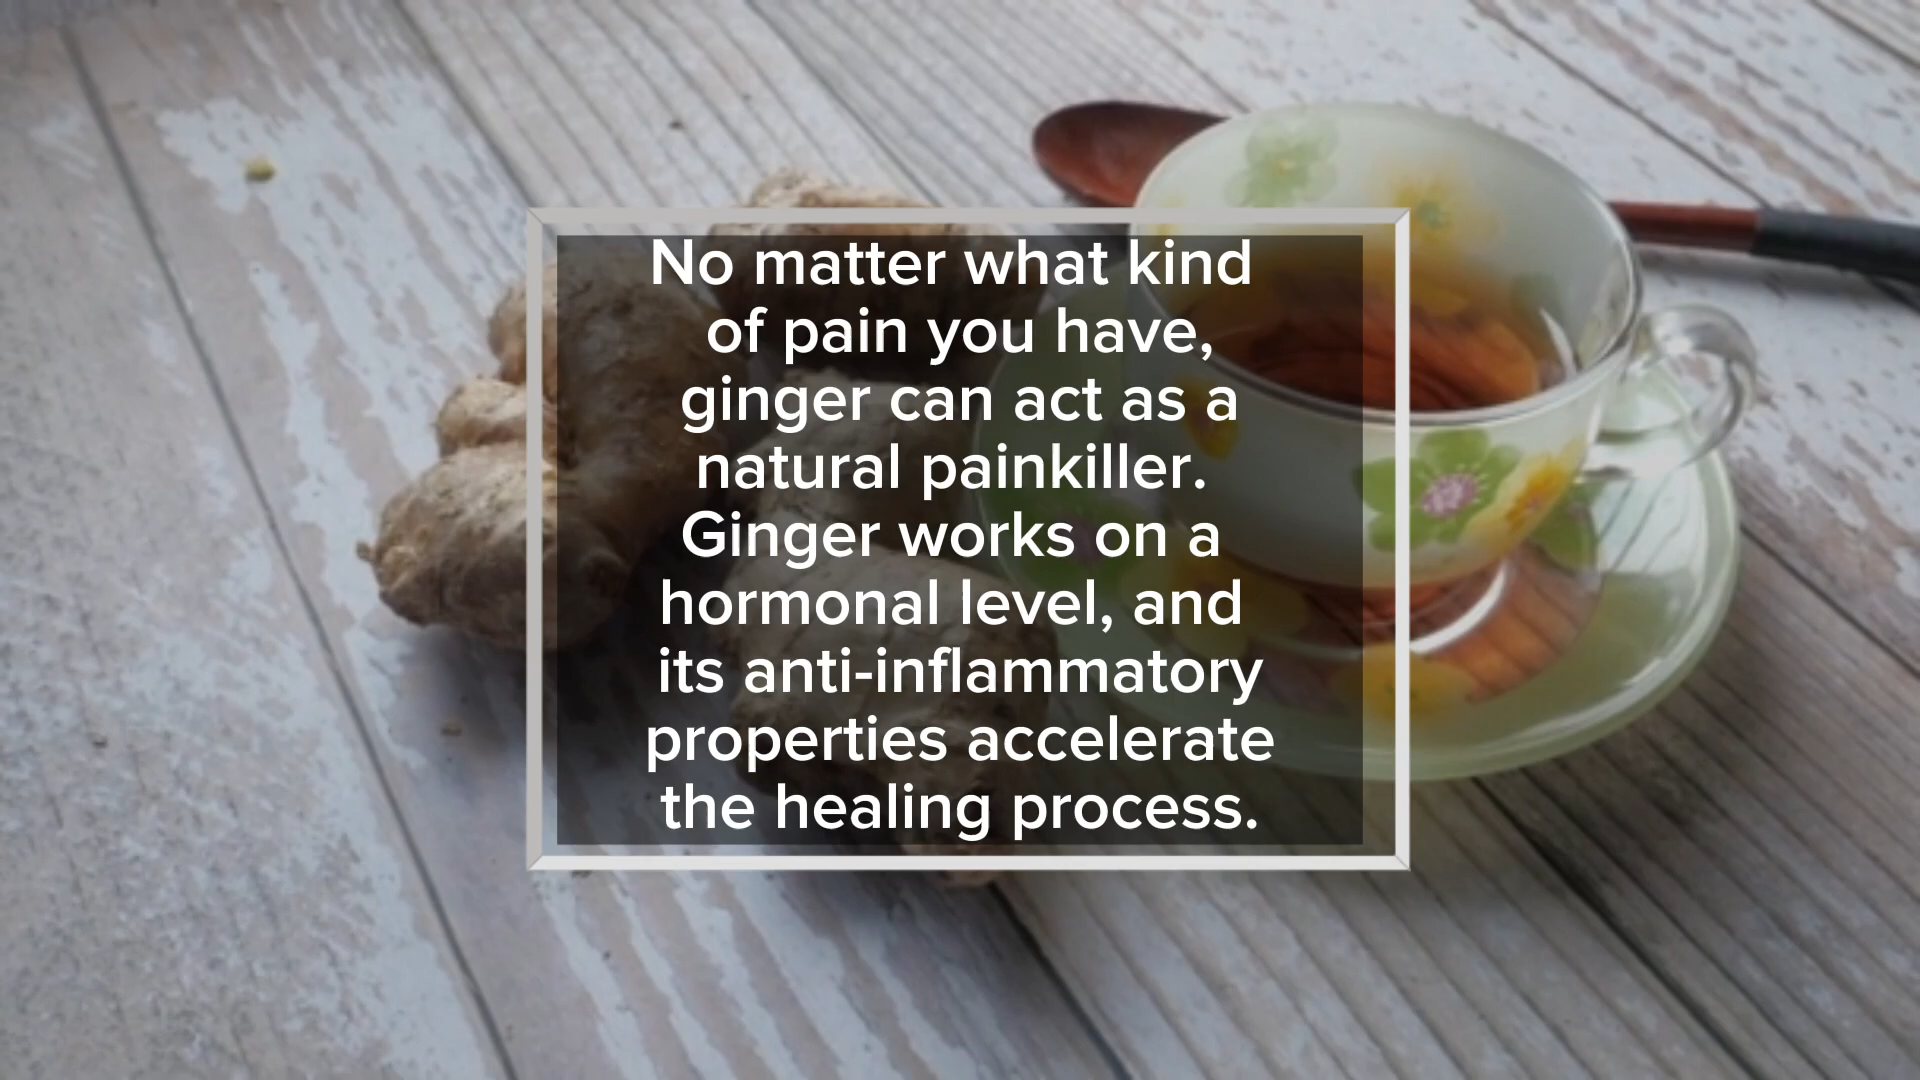 No matter what kind
of pain you have,
ginger can act as a
natural painkiller.
Ginger works on a
hormonal level, and
its anti-inflammatory
properties accelerate
the healing process.